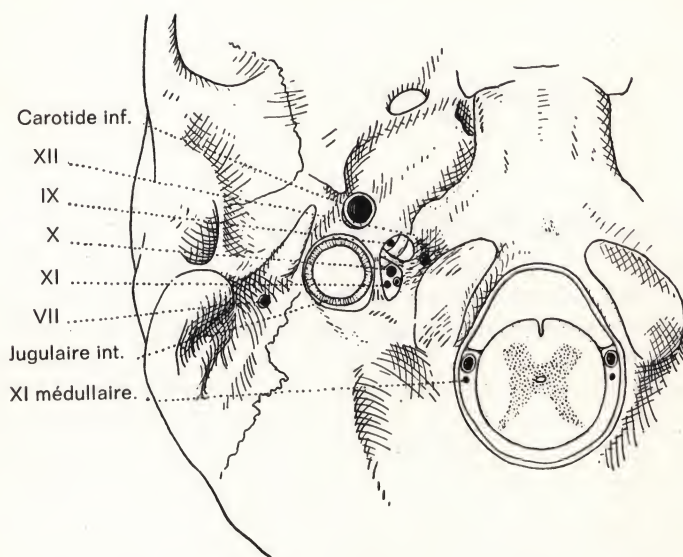 Carotide inf.
XII
IX
X
XI
VII
Jugulaire int.
XI médullaire.